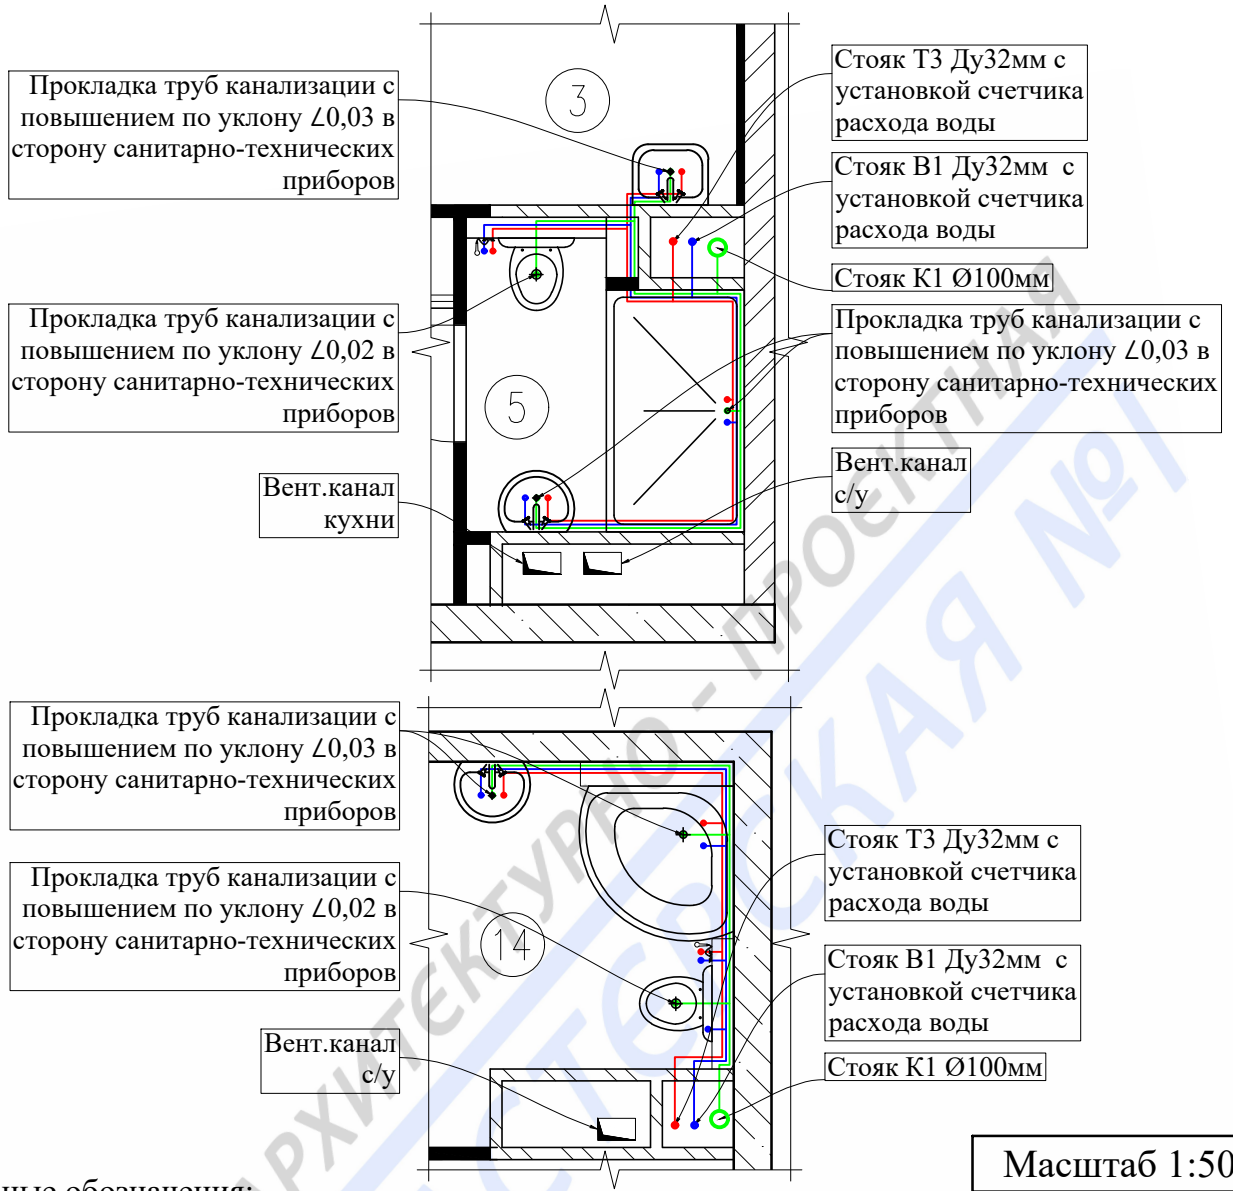 Прокладка труб канализации с
повышением по уклону ∠0,03 в
сторону санитарно-технических
приборов
3
Стояк Т3 Ду32мм с
установкой счетчика
расхода воды
Стояк В1 Ду32мм с
установкой счетчика
расхода воды
Стояк К1 Ø100мм
Прокладка труб канализации с
повышением по уклону ∠0,02 в
сторону санитарно-технических
приборов
5
Прокладка труб канализации с
повышением по уклону ∠0,03 в
сторону санитарно-технических
приборов
Вент.канал
кухни
Вент.канал
с/у
Прокладка труб канализации с
повышением по уклону ∠0,03 в
сторону санитарно-технических
приборов
Прокладка труб канализации с
повышением по уклону ∠0,02 в
сторону санитарно-технических
приборов
14
Стояк Т3 Ду32мм с
установкой счетчика
расхода воды
Стояк В1 Ду32мм с
установкой счетчика
расхода воды
Вент.канал
с/у
Стояк К1 Ø100мм
Масштаб 1:50
обозначения:
АРХИТЕКТУРНО - ПРОЕКТНАЯ
МАСТЕРСКАЯ №1